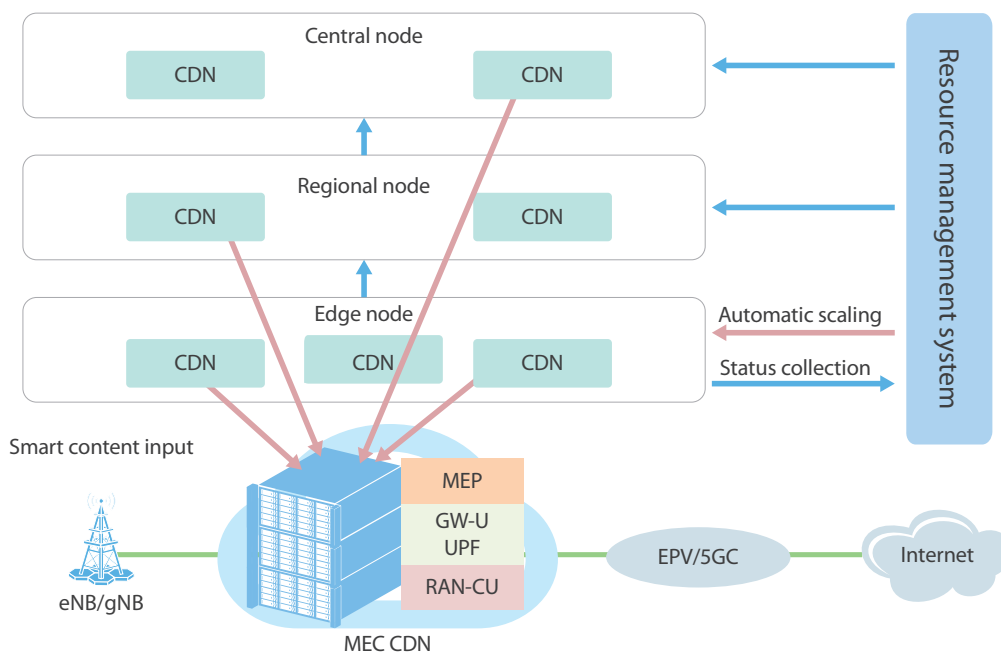 Central node
CDN
CDN
Regional node
CDN
CDN
Edge node
CDN
CDN
CDN
Resource management system
Automatic scaling
Status collection
Smart content input
MEP
GW-U
UPF
RAN-CU
eNB/gNB
MEC CDN
EPV/5GC
Internet